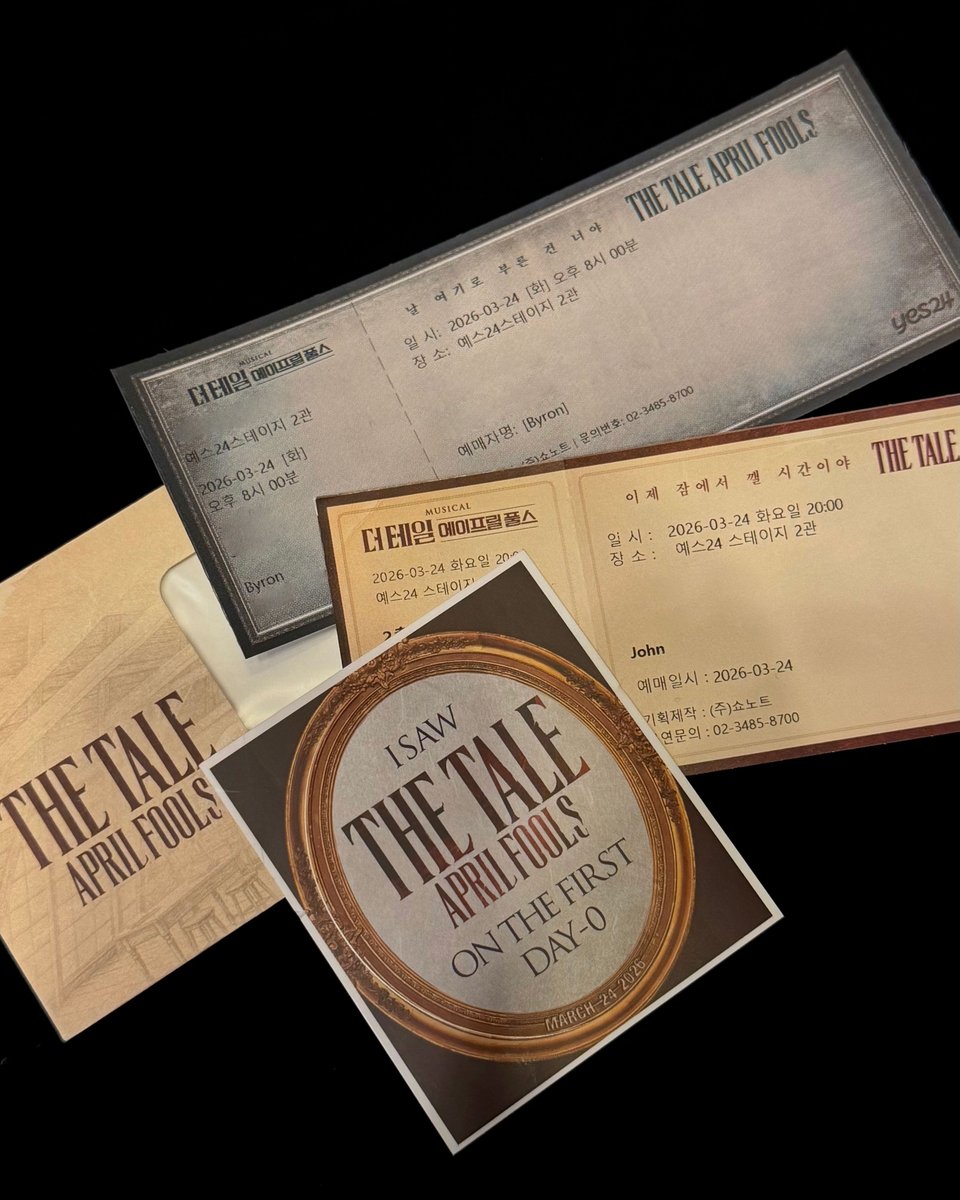 THE TALE APRIL FOOLS
날 여기로 부른 건 너야
일 시: 2026-03-24 [화] 오후 8시 00분
장 소: 예스24스테이지 2관
예매자명: [Byron]
(주)쇼노트 | 문의번호: 02-3485-8700
yes24
MUSICAL
더 테일 에이프릴 풀스
예스24스테이지 2관
2026-03-24 [화]
오후 8시 00분
Byron
MUSICAL
더 테일 에이프릴 풀스
2026-03-24 화요일
예스24 스테이지
THE TALE
이제 잠에서 깰 시간이야
일 시 : 2026-03-24 화요일 20:00
장 소 : 예스24 스테이지 2관
John
예매일시 : 2026-03-24
기획제작 : (주)쇼노트
연문의 : 02-3485-8700
THE TALE
APRIL FOOLS
I SAW
THE TALE
APRIL FOOLS
ON THE FIRST
DAY-0
MARCH-24-2026